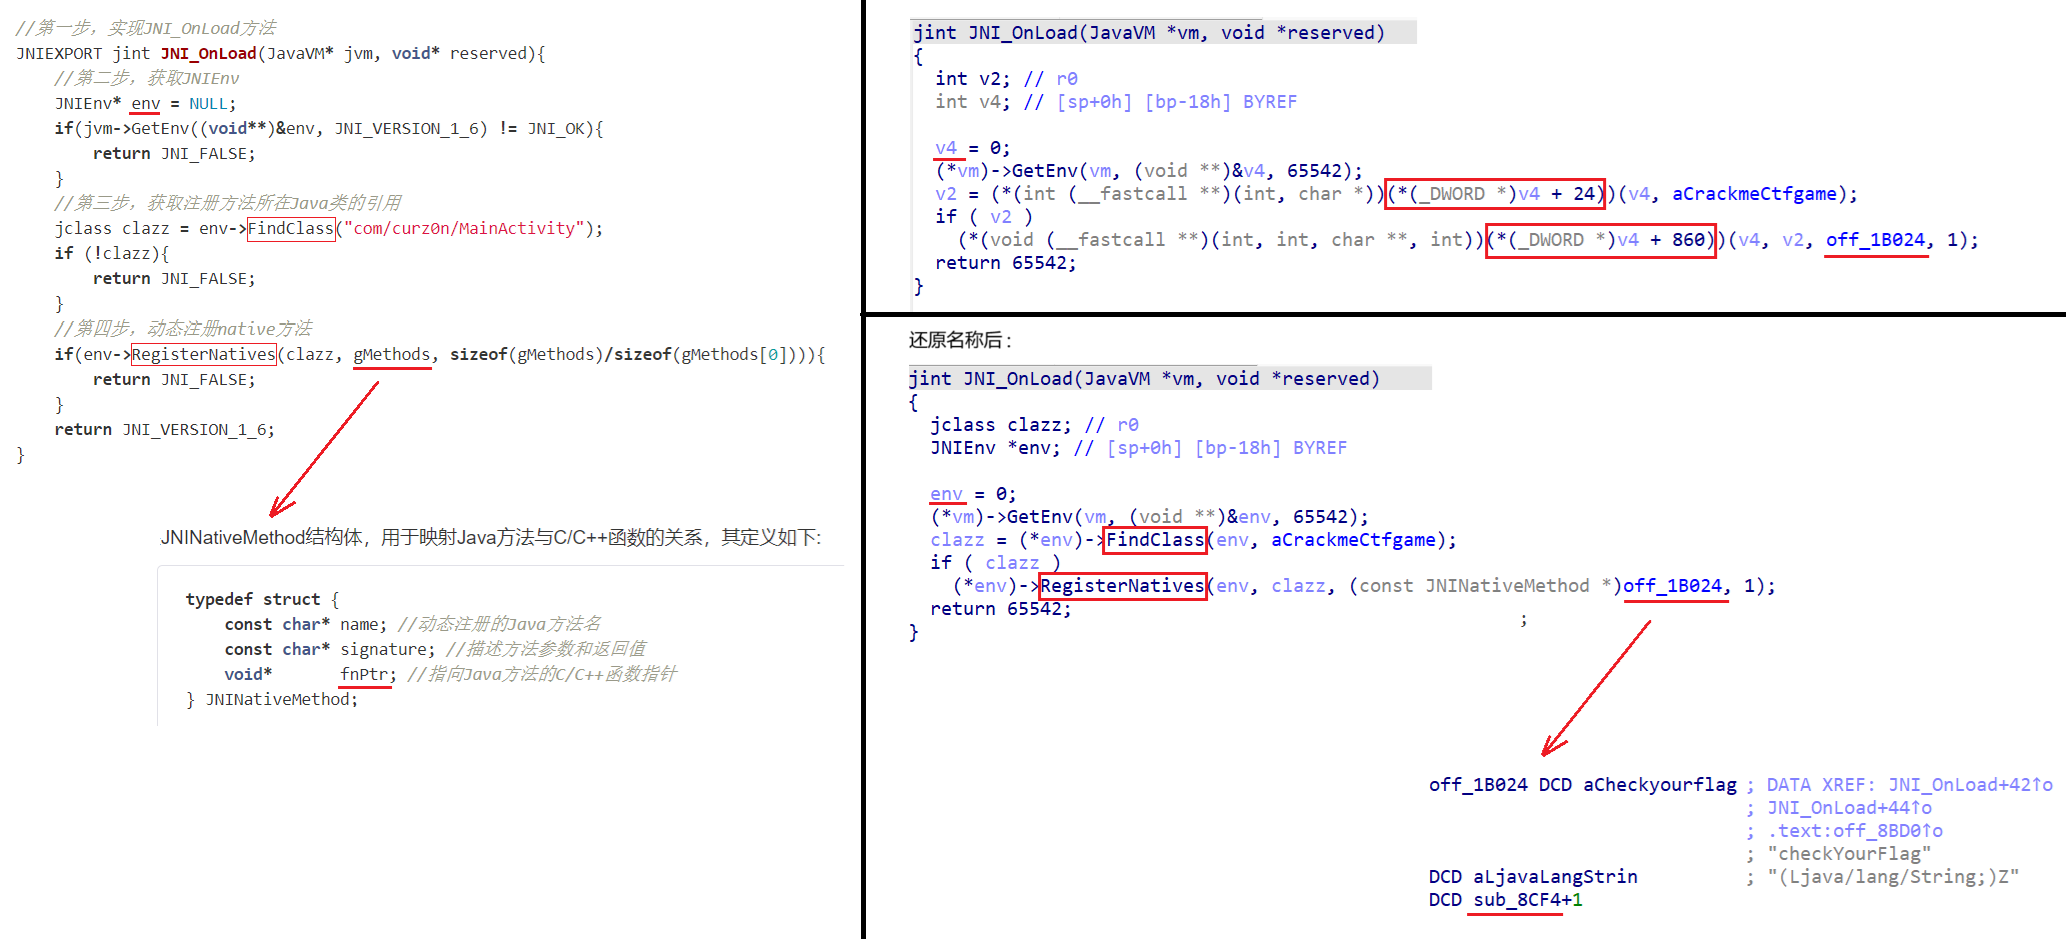 //第一步，实现JNI_OnLoad方法
JNIEXPORT jint JNI_OnLoad(JavaVM* jvm, void* reserved){
    //第二步，获取JNIEnv
    JNIEnv* env = NULL;
    if(jvm->GetEnv((void**)&env, JNI_VERSION_1_6) != JNI_OK){
        return JNI_FALSE;
    }
    //第三步，获取注册方法所在Java类的引用
    jclass clazz = env->FindClass("com/curz0n/MainActivity");
    if (!clazz){
        return JNI_FALSE;
    }
    //第四步，动态注册native方法
    if(env->RegisterNatives(clazz, gMethods, sizeof(gMethods)/sizeof(gMethods[0]))){
        return JNI_FALSE;
    }
    return JNI_VERSION_1_6;
}
JNINativeMethod结构体，用于映射Java方法与C/C++函数的关系，其定义如下:
typedef struct {
    const char* name; //动态注册的Java方法名
    const char* signature; //描述方法参数和返回值
    void*       fnPtr; //指向Java方法的C/C++函数指针
} JNINativeMethod;
jint JNI_OnLoad(JavaVM *vm, void *reserved)
{
  int v2; // r0
  int v4; // [sp+0h] [bp-18h] BYREF
  v4 = 0;
  (*vm)->GetEnv(vm, (void **)&v4, 65542);
  v2 = (*(int (__fastcall **)(int, char *))(*(_DWORD *)v4 + 24))(v4, aCrackmeCtfgame);
  if ( v2 )
    (*(void (__fastcall **)(int, int, char **, int))(*(_DWORD *)v4 + 860))(v4, v2, off_1B024, 1);
  return 65542;
}
还原名称后：
jint JNI_OnLoad(JavaVM *vm, void *reserved)
{
  jclass clazz; // r0
  JNIEnv *env; // [sp+0h] [bp-18h] BYREF
  env = 0;
  (*vm)->GetEnv(vm, (void **)&env, 65542);
  clazz = (*env)->FindClass(env, aCrackmeCtfgame);
  if ( clazz )
    (*env)->RegisterNatives(env, clazz, (const JNINativeMethod *)off_1B024, 1);
  return 65542;
;
}
off_1B024 DCD aCheckyourflag ; DATA XREF: JNI_OnLoad+42↑o
; JNI_OnLoad+44↑o
; .text:off_8BD0↑o
; "checkYourFlag"
DCD aLjavaLangStrin ; "(Ljava/lang/String;)Z"
DCD sub_8CF4+1